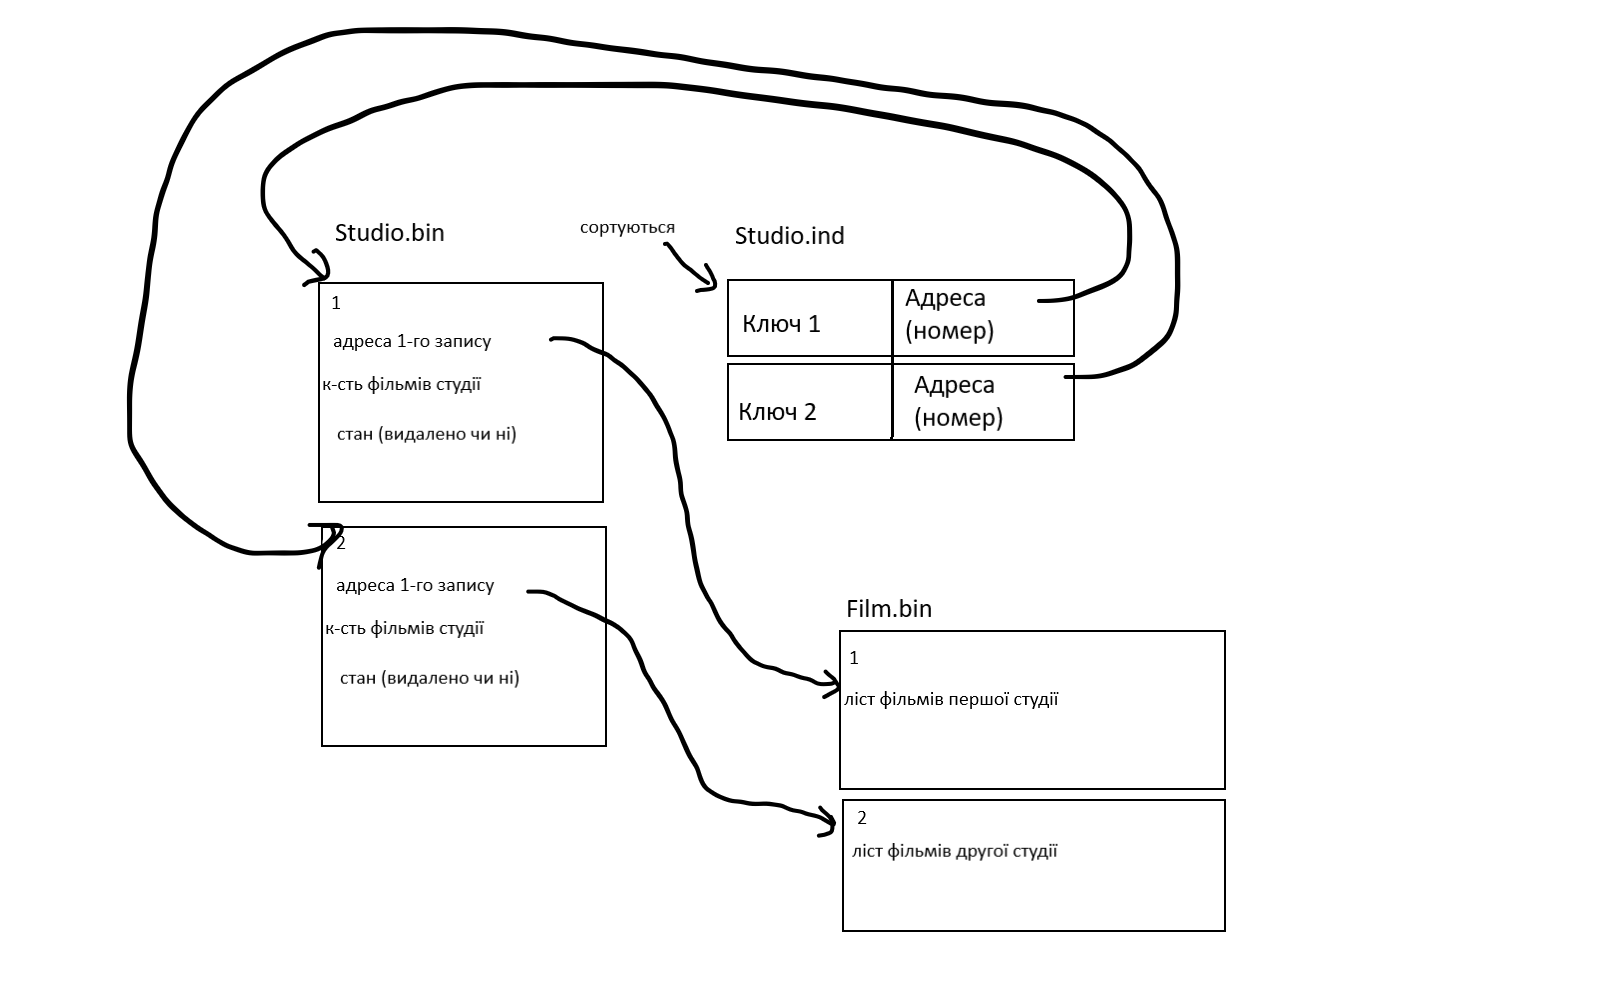 Studio.bin
1
адреса 1-го запису
к-сть фільмів студії
стан (видалено чи ні)
2
адреса 1-го запису
к-сть фільмів студії
стан (видалено чи ні)
сортуються
Studio.ind
Ключ 1
Адреса
(номер)
Ключ 2
Адреса
(номер)
Film.bin
1
ліст фільмів першої студії
2
ліст фільмів другої студії